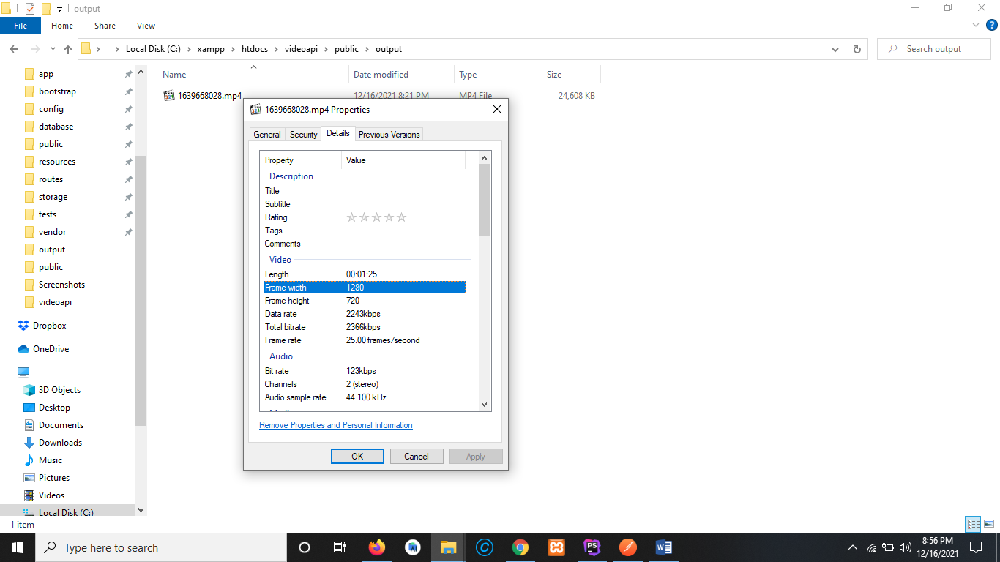 output
File Home Share View
Local Disk (C:) xampp htdocs videoapi public output Search output
Name Date modified Type Size
1639668028.mp4 12/16/2021 8:21 PM MP4 File 24,608 KB
app
bootstrap
config
database
public
resources
routes
storage
tests
vendor
output
public
Screenshots
videoapi
Dropbox
OneDrive
3D Objects
Desktop
Documents
Downloads
Music
Pictures
Videos
Local Disk (C:)
1639668028.mp4 Properties
General Security Details Previous Versions
Property Value
Description
Title
Subtitle
Rating
Tags
Comments
Video
Length 00:01:25
Frame width 1280
Frame height 720
Data rate 2243kbps
Total bitrate 2366kbps
Frame rate 25.00 frames/second
Audio
Bit rate 123kbps
Channels 2 (stereo)
Audio sample rate 44.100 kHz
Remove Properties and Personal Information
OK Cancel Apply
1 item
Type here to search
8:56 PM
12/16/2021